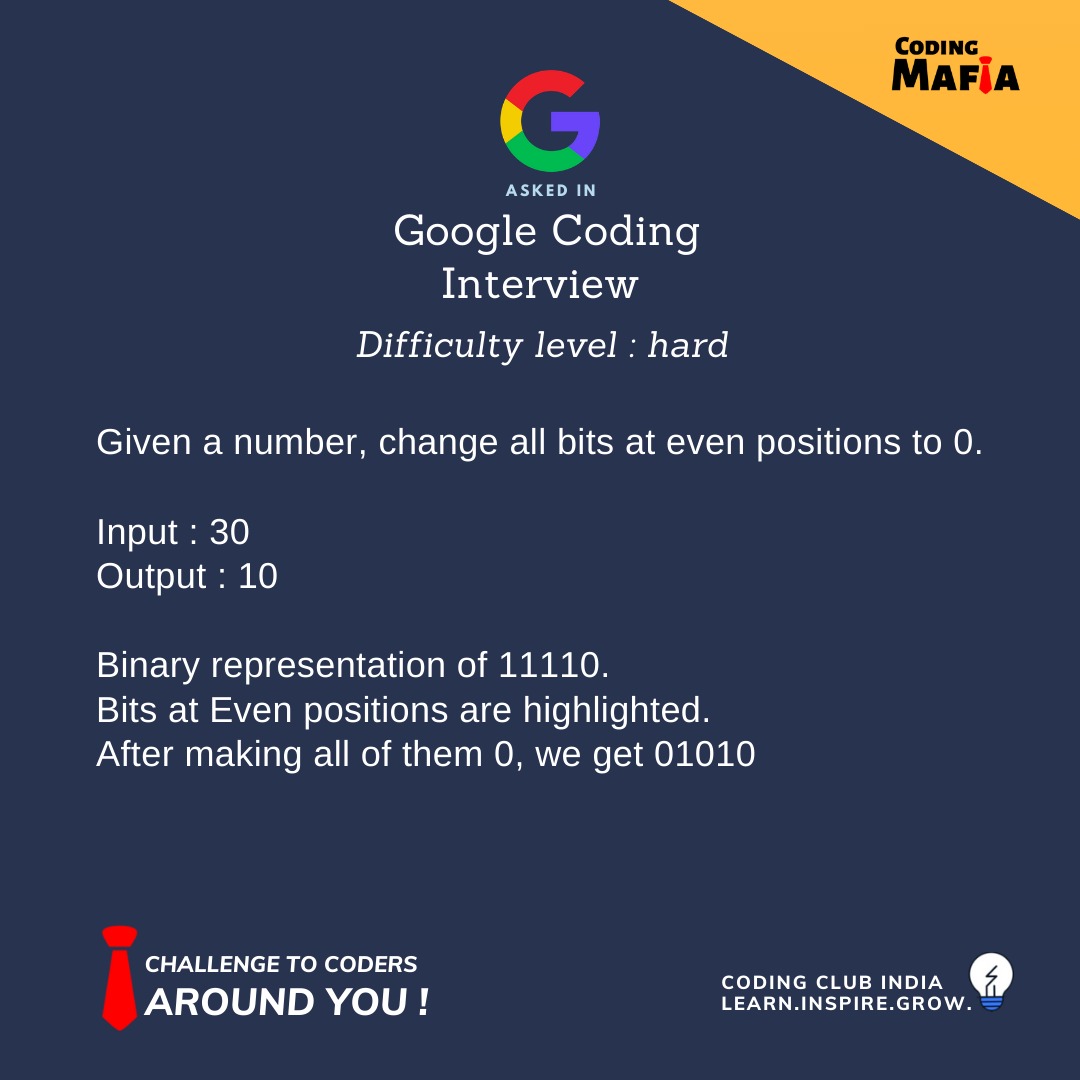 CODING
MAFIA
ASKED IN
Google Coding
Interview
Difficulty level : hard
Given a number, change all bits at even positions to 0.
Input : 30
Output : 10
Binary representation of 11110.
Bits at Even positions are highlighted.
After making all of them 0, we get 01010
CHALLENGE TO CODERS
AROUND YOU !
CODING CLUB INDIA
LEARN.INSPIRE.GROW.